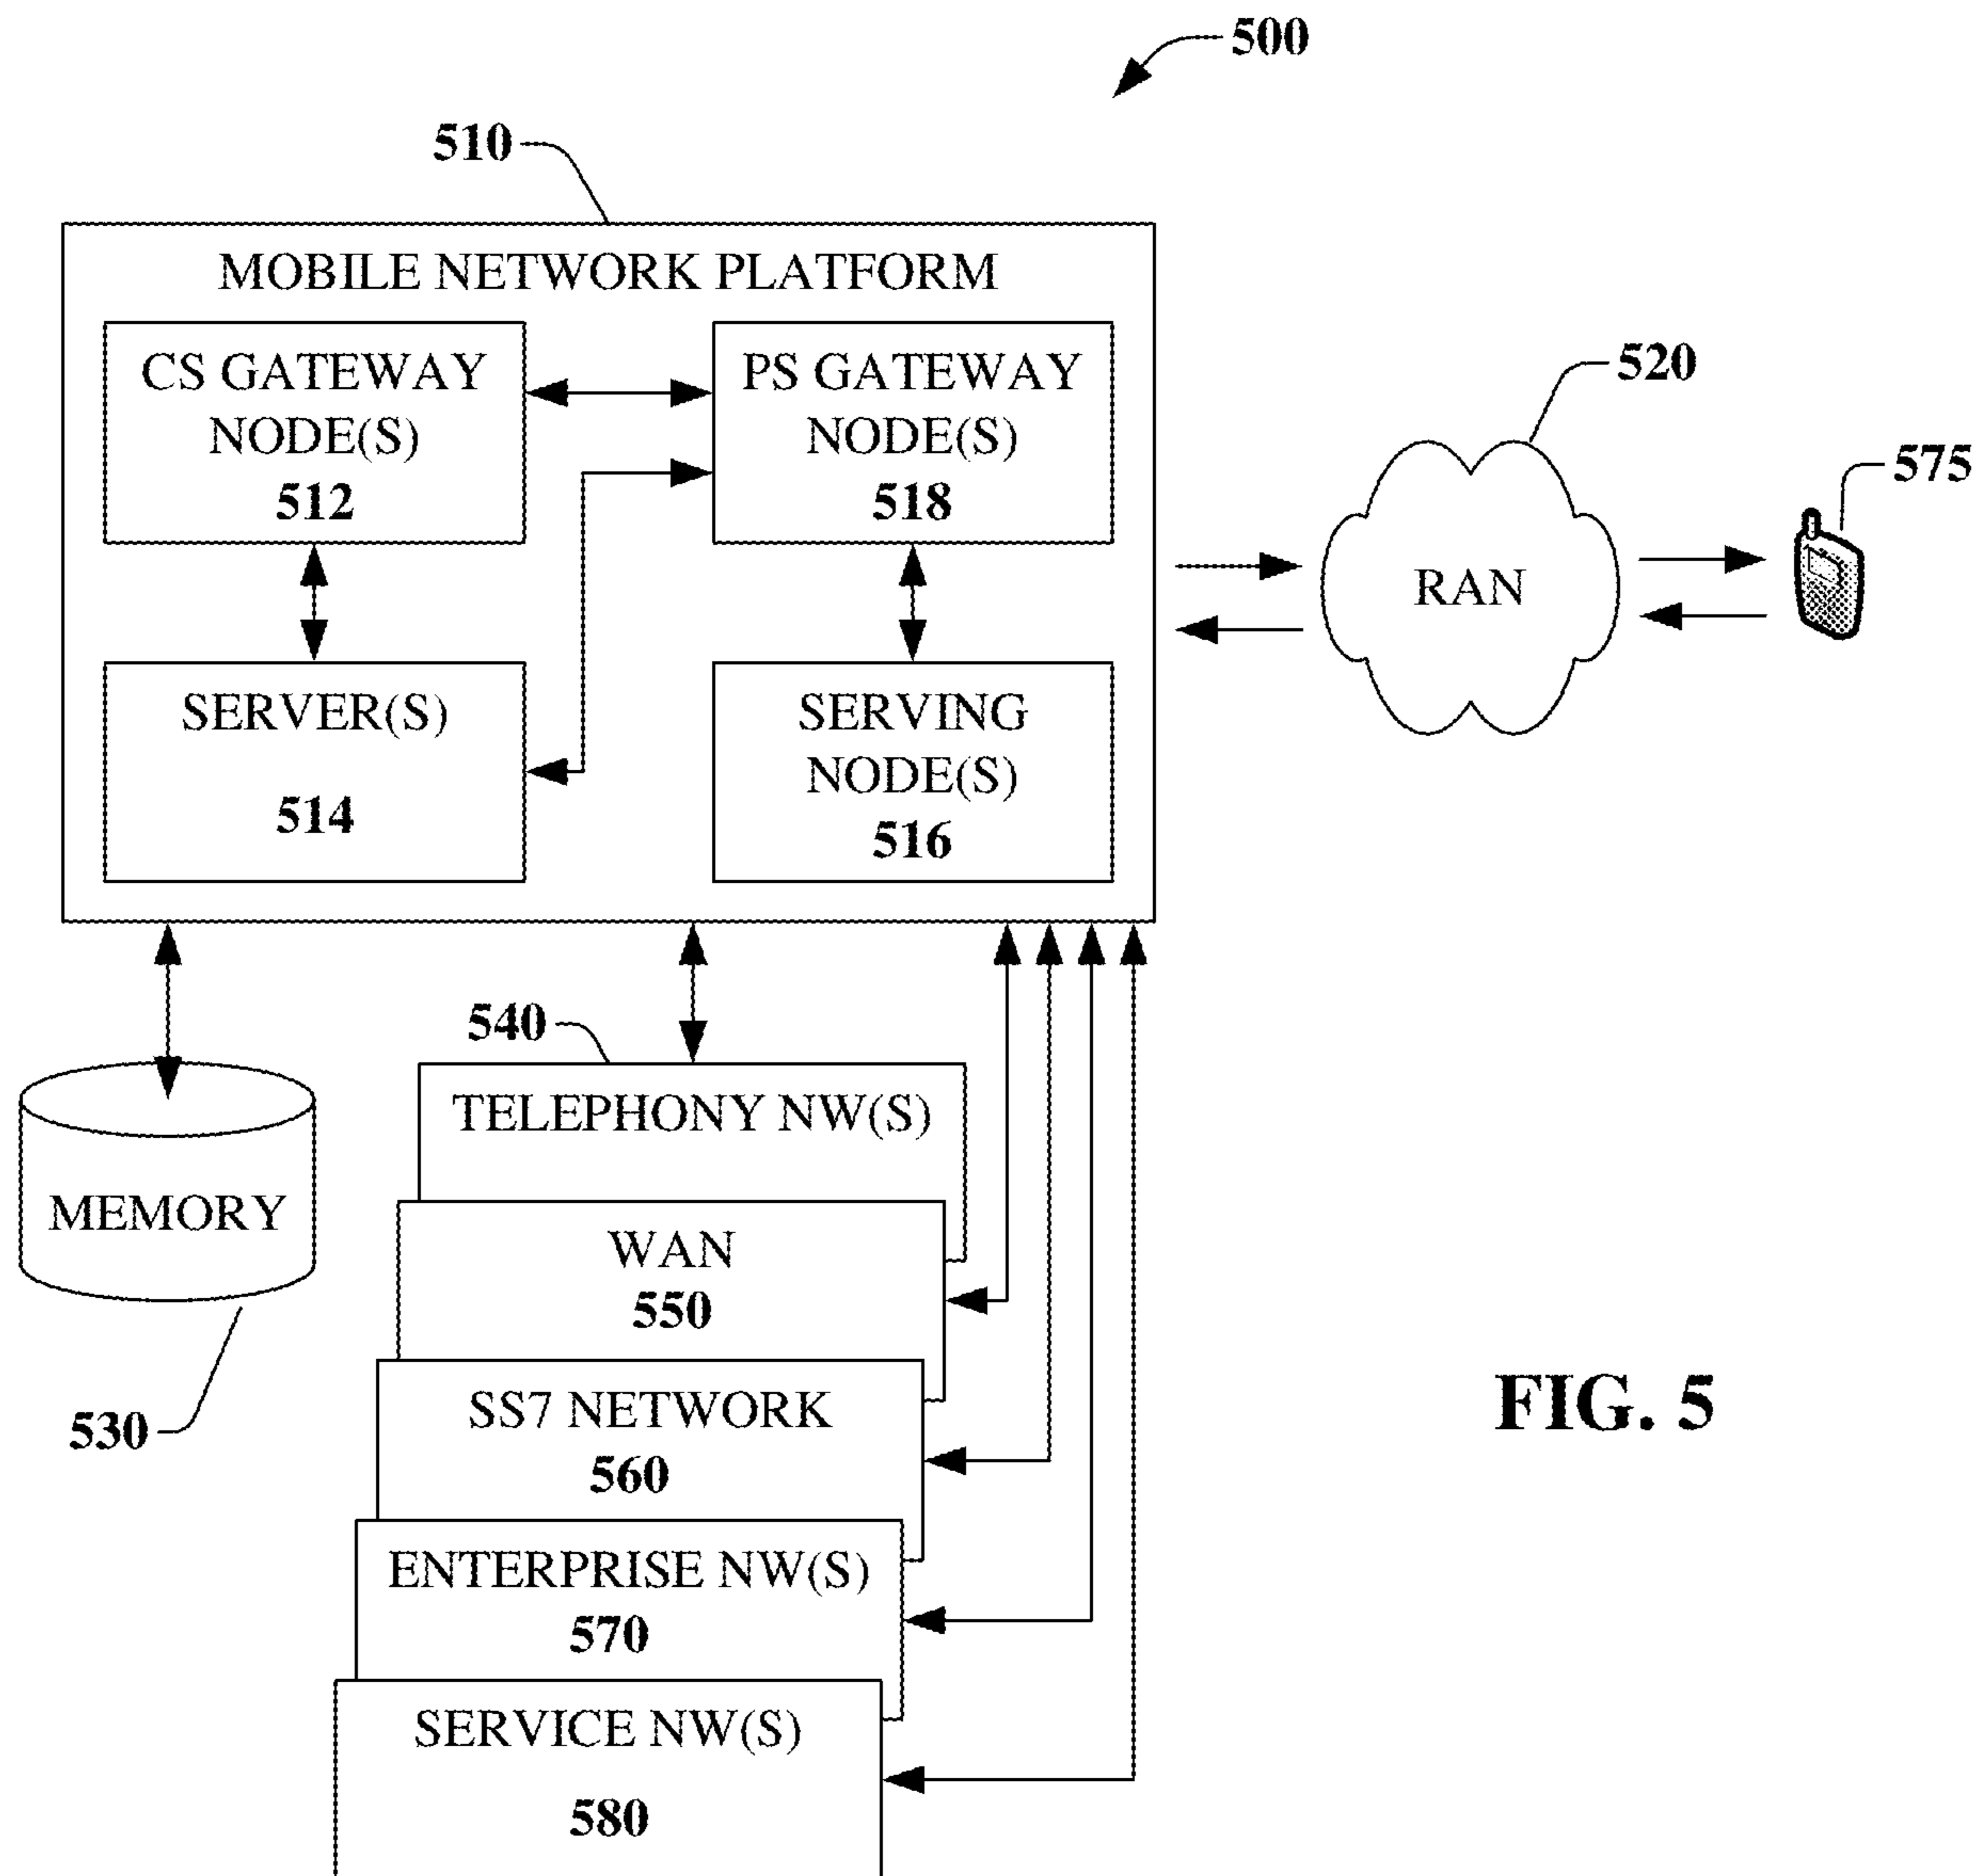 500
510
MOBILE NETWORK PLATFORM
CS GATEWAY
NODE(S)
512
PS GATEWAY
NODE(S)
518
SERVER(S)
514
SERVING
NODE(S)
516
520
RAN
575
540
TELEPHONY NW(S)
MEMORY
530
WAN
550
SS7 NETWORK
560
ENTERPRISE NW(S)
570
SERVICE NW(S)
580
FIG. 5